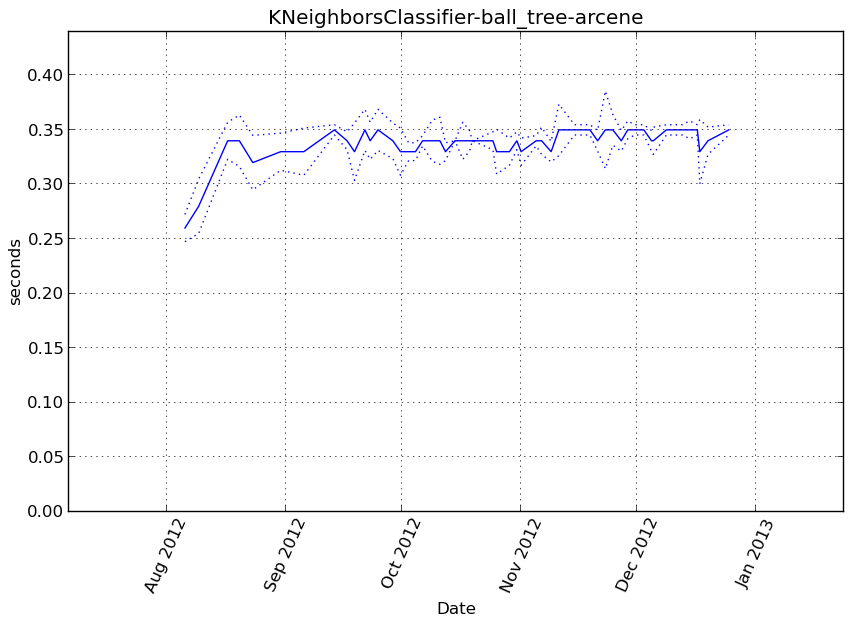 KNeighborsClassifier-ball_tree-arcene
0.40
0.35
0.30
0.25
0.20
0.15
0.10
0.05
0.00
seconds
Aug 2012
Sep 2012
Oct 2012
Nov 2012
Dec 2012
Jan 2013
Date